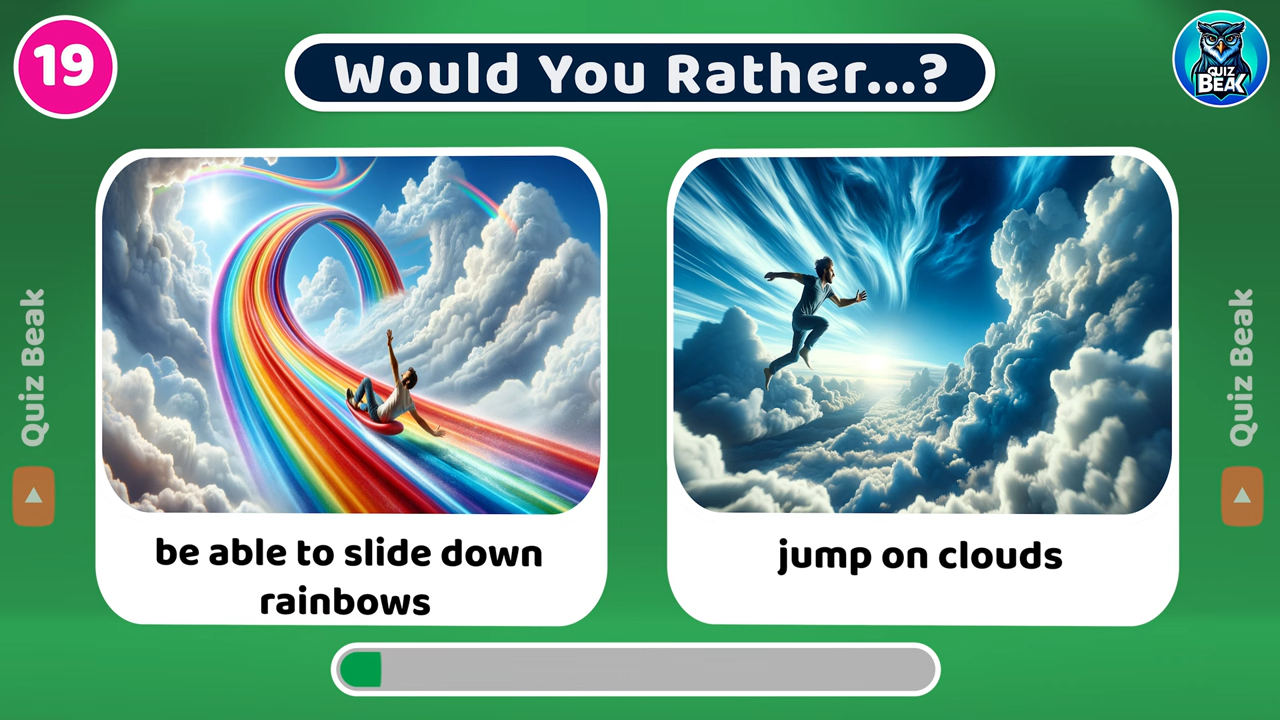 19
Would You Rather...?
QUIZ
BEAK
Quiz Beak
Quiz Beak
be able to slide down
rainbows
jump on clouds